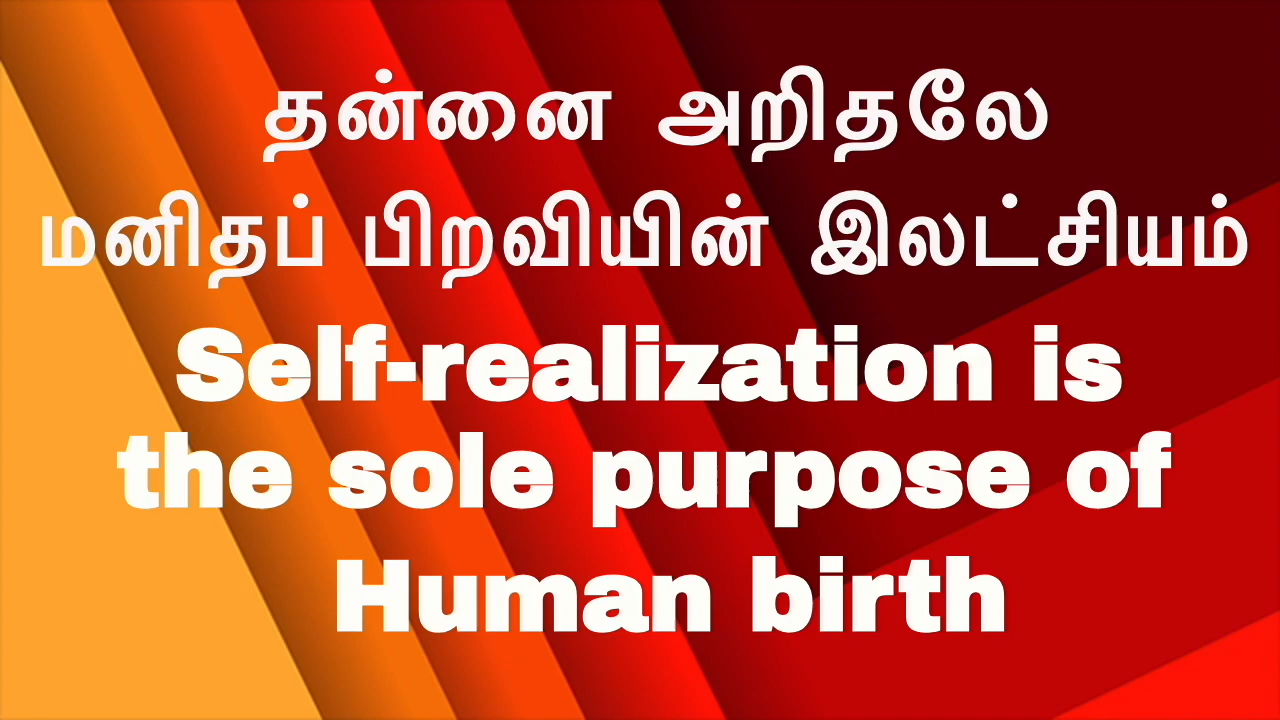 தன்னை அறிதலே
மனிதப் பிறவியின் இலட்சியம்
Self-realization is
the sole purpose of
Human birth